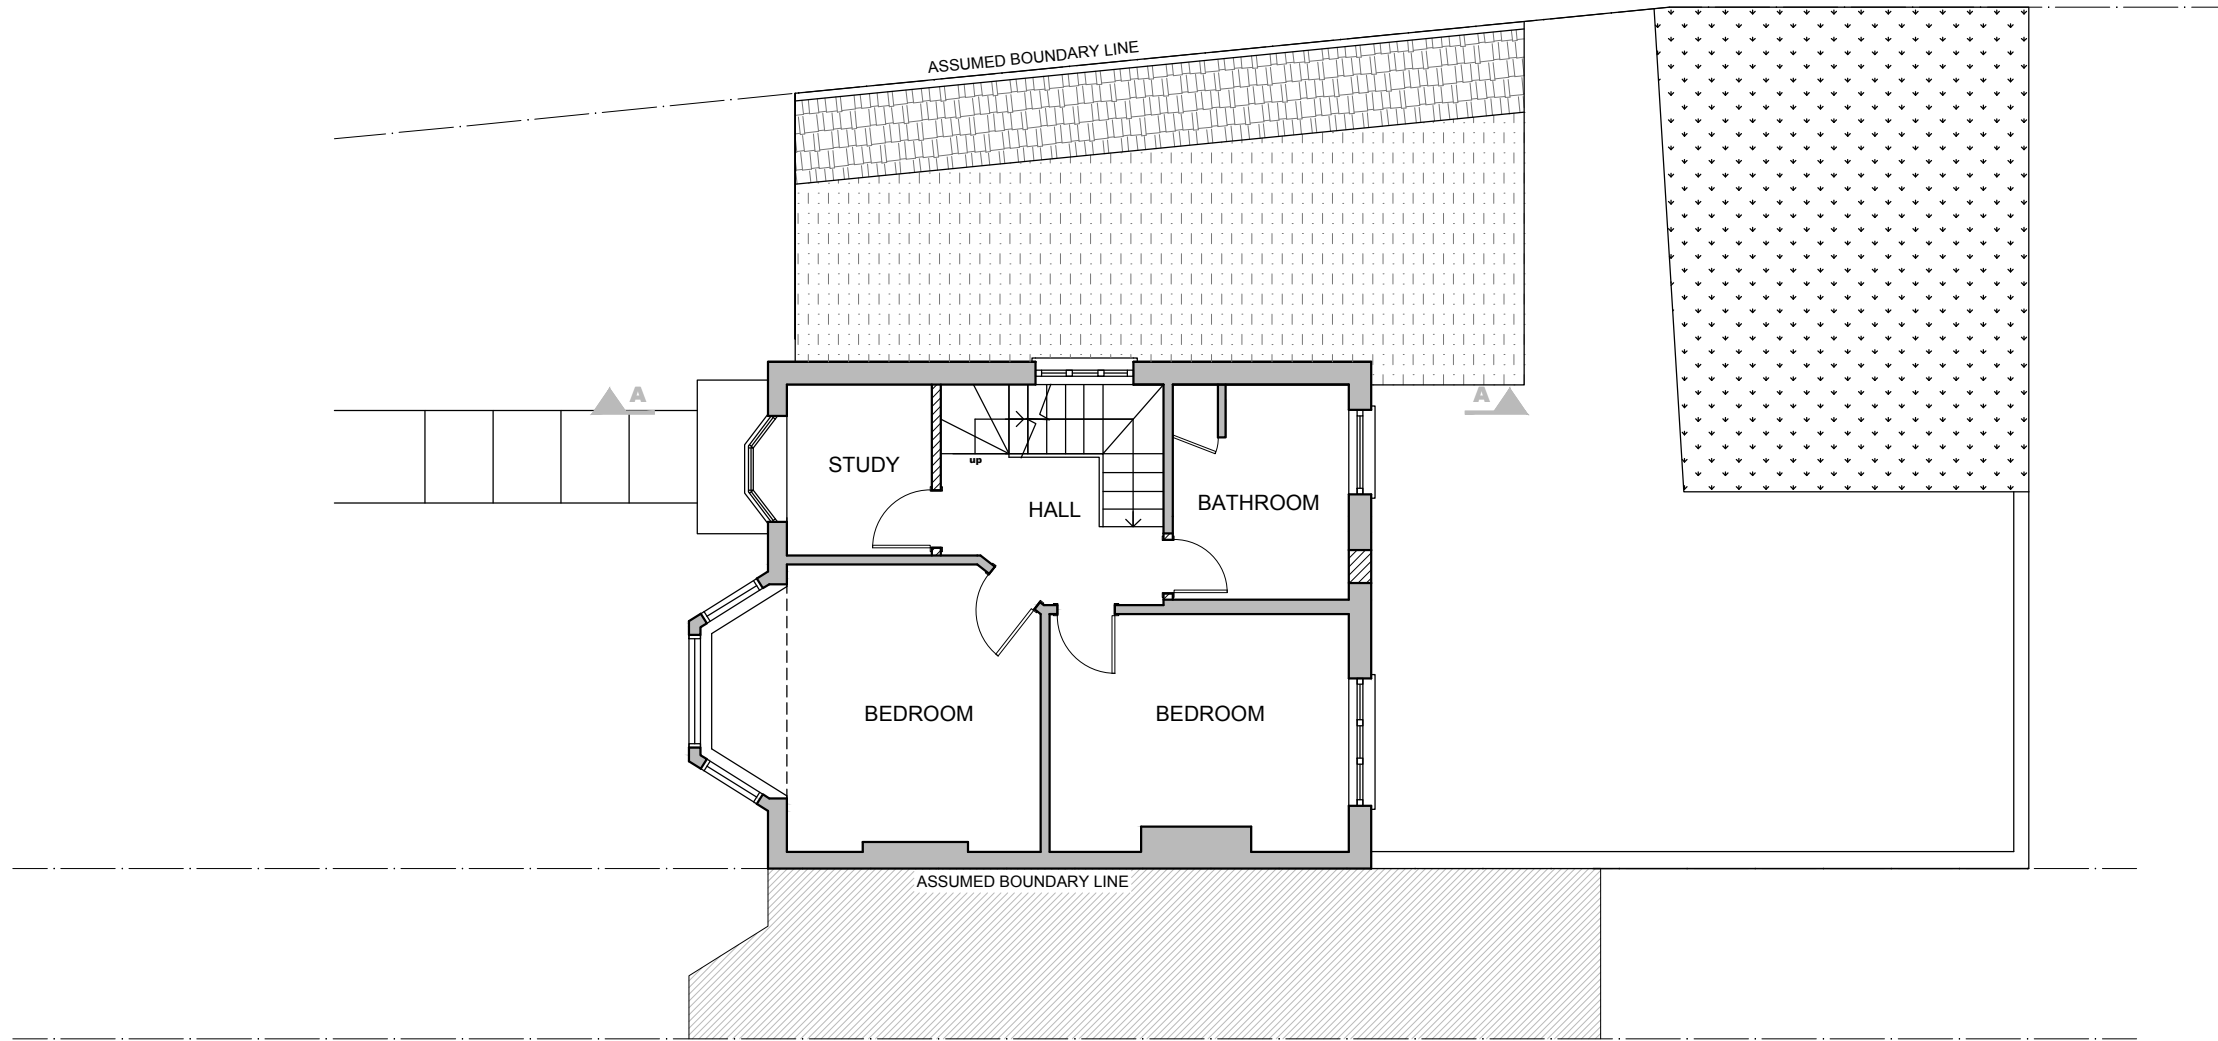 ASSUMED BOUNDARY LINE
A
A
STUDY
up
HALL
BATHROOM
BEDROOM
BEDROOM
ASSUMED BOUNDARY LINE